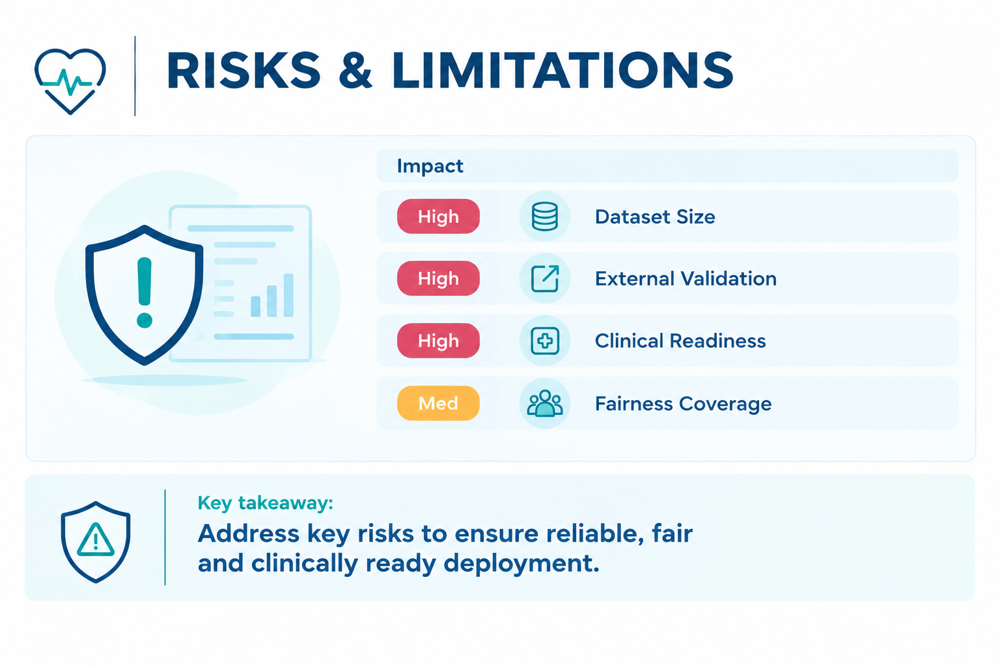 RISKS & LIMITATIONS
Impact
High Dataset Size
High External Validation
High Clinical Readiness
Med Fairness Coverage
Key takeaway:
Address key risks to ensure reliable, fair
and clinically ready deployment.